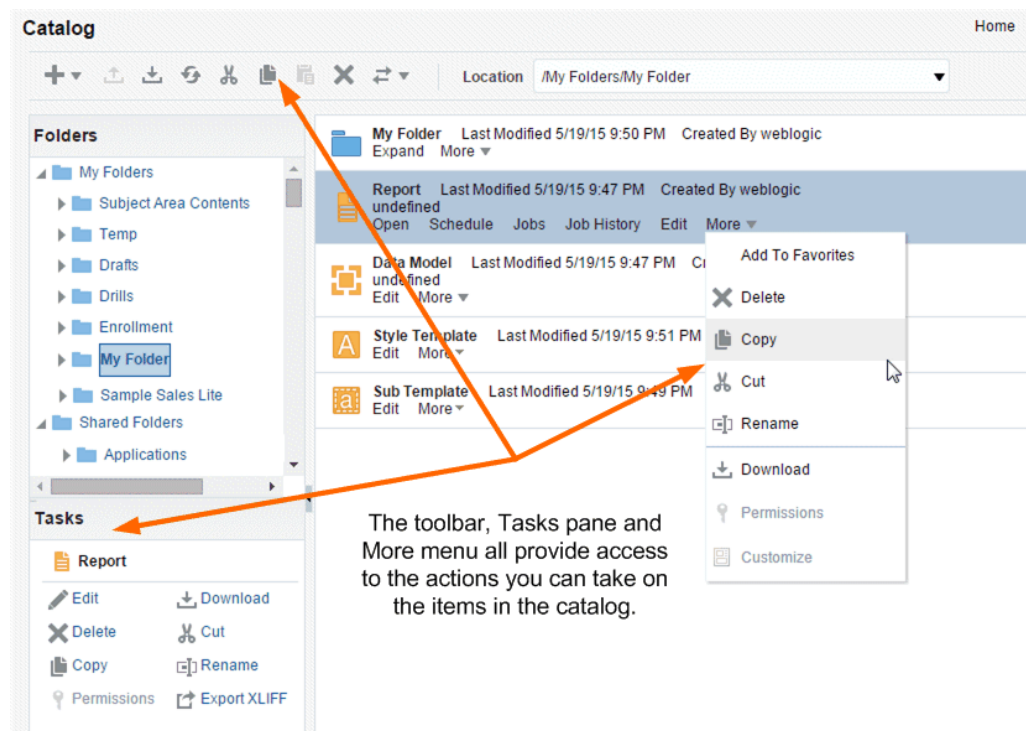 Catalog
Home
Location /My Folders/My Folder
Folders
My Folders
Subject Area Contents
Temp
Drafts
Drills
Enrollment
My Folder
Sample Sales Lite
Shared Folders
Applications
Tasks
Report
Edit Download
Delete Cut
Copy Rename
Permissions Export XLIFF
My Folder Last Modified 5/19/15 9:50 PM Created By weblogic
Expand More
Report Last Modified 5/19/15 9:47 PM Created By weblogic
undefined
Open Schedule Jobs Job History Edit More
Data Model Last Modified 5/19/15 9:47 PM
undefined
Edit More
Style Template Last Modified 5/19/15 9:51 PM
Edit More
Sub Template Last Modified 5/19/15 9:49 PM
Edit More
Add To Favorites
Delete
Copy
Cut
Rename
Download
Permissions
Customize
The toolbar, Tasks pane and
More menu all provide access
to the actions you can take on
the items in the catalog.